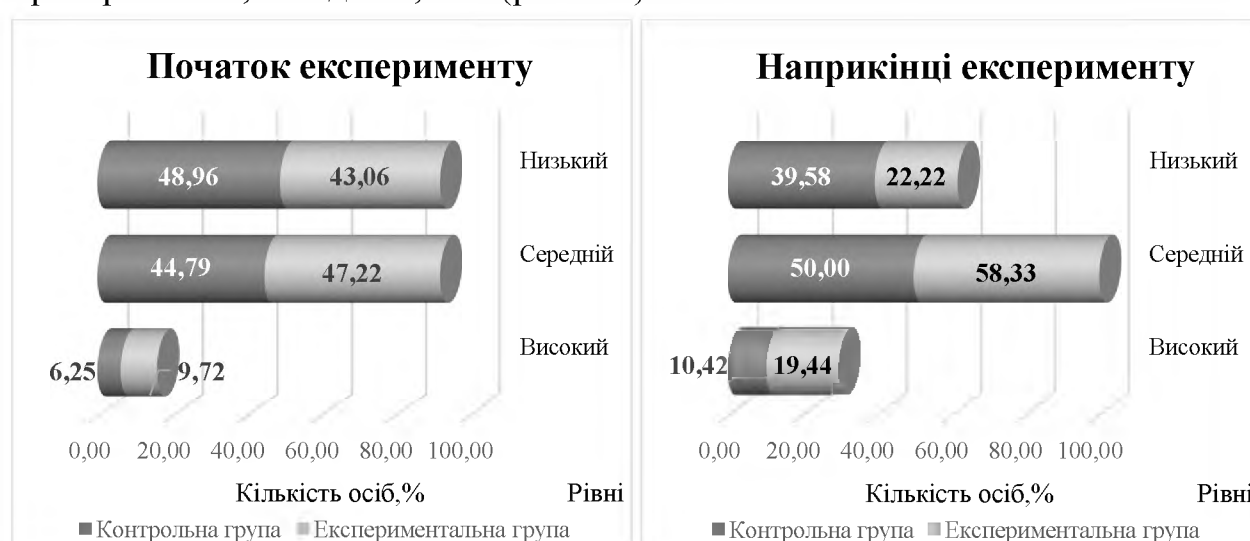 Початок експерименту
48,96 43,06 Низький
44,79 47,22 Середній
6,25 9,72 Високий
0,00 20,00 40,00 60,00 80,00 100,00
Кількість осіб,% Рівні
Контрольна група Експериментальна група
Наприкінці експерименту
39,58 22,22 Низький
50,00 58,33 Середній
10,42 19,44 Високий
0,00 20,00 40,00 60,00 80,00 100,00
Кількість осіб,% Рівні
Контрольна група Експериментальна група